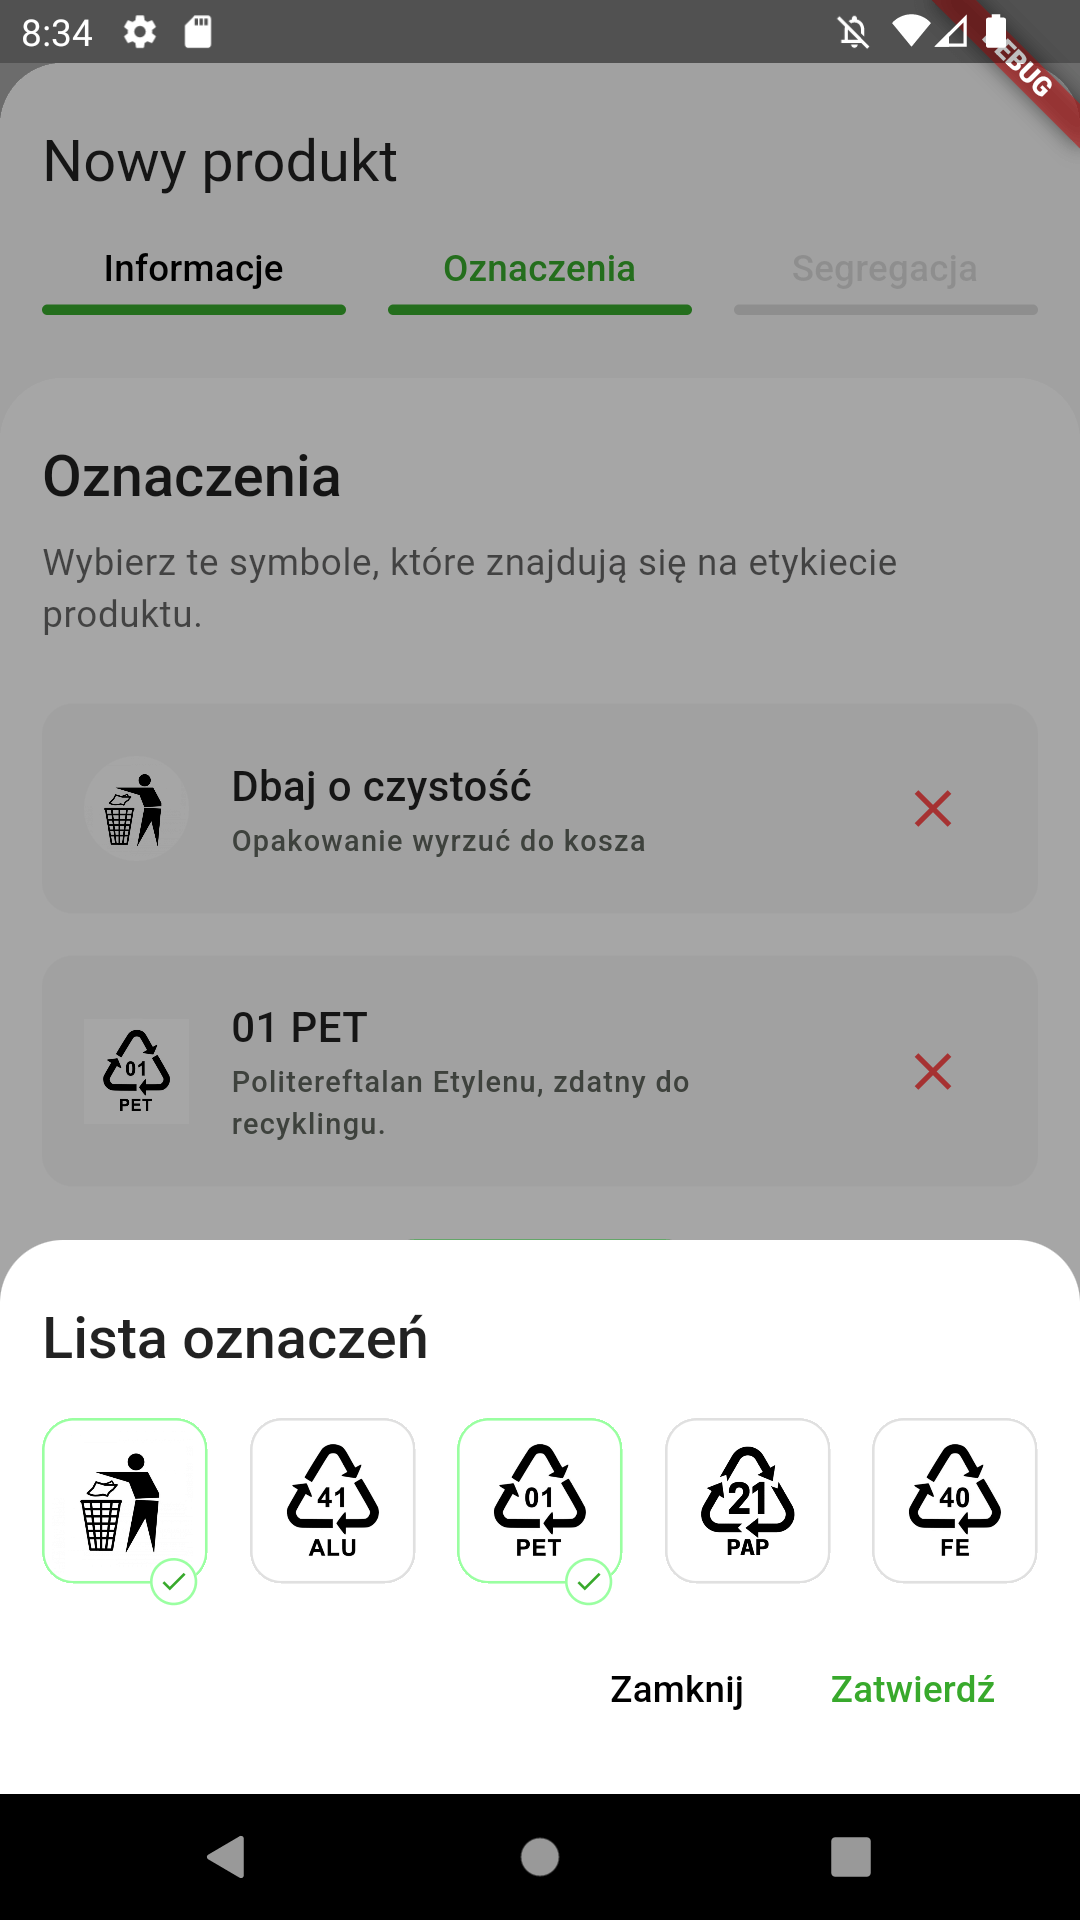 8:34
DEBUG
Nowy produkt
Informacje Oznaczenia Segregacja
Oznaczenia
Wybierz te symbole, które znajdują się na etykiecie
produktu.
Dbaj o czystość
Opakowanie wyrzuć do kosza
01
PET
01 PET
Politereftalan Etylenu, zdatny do
recyklingu.
Lista oznaczeń
41 01 21 40
ALU PET PAP FE
Zamknij Zatwierdź